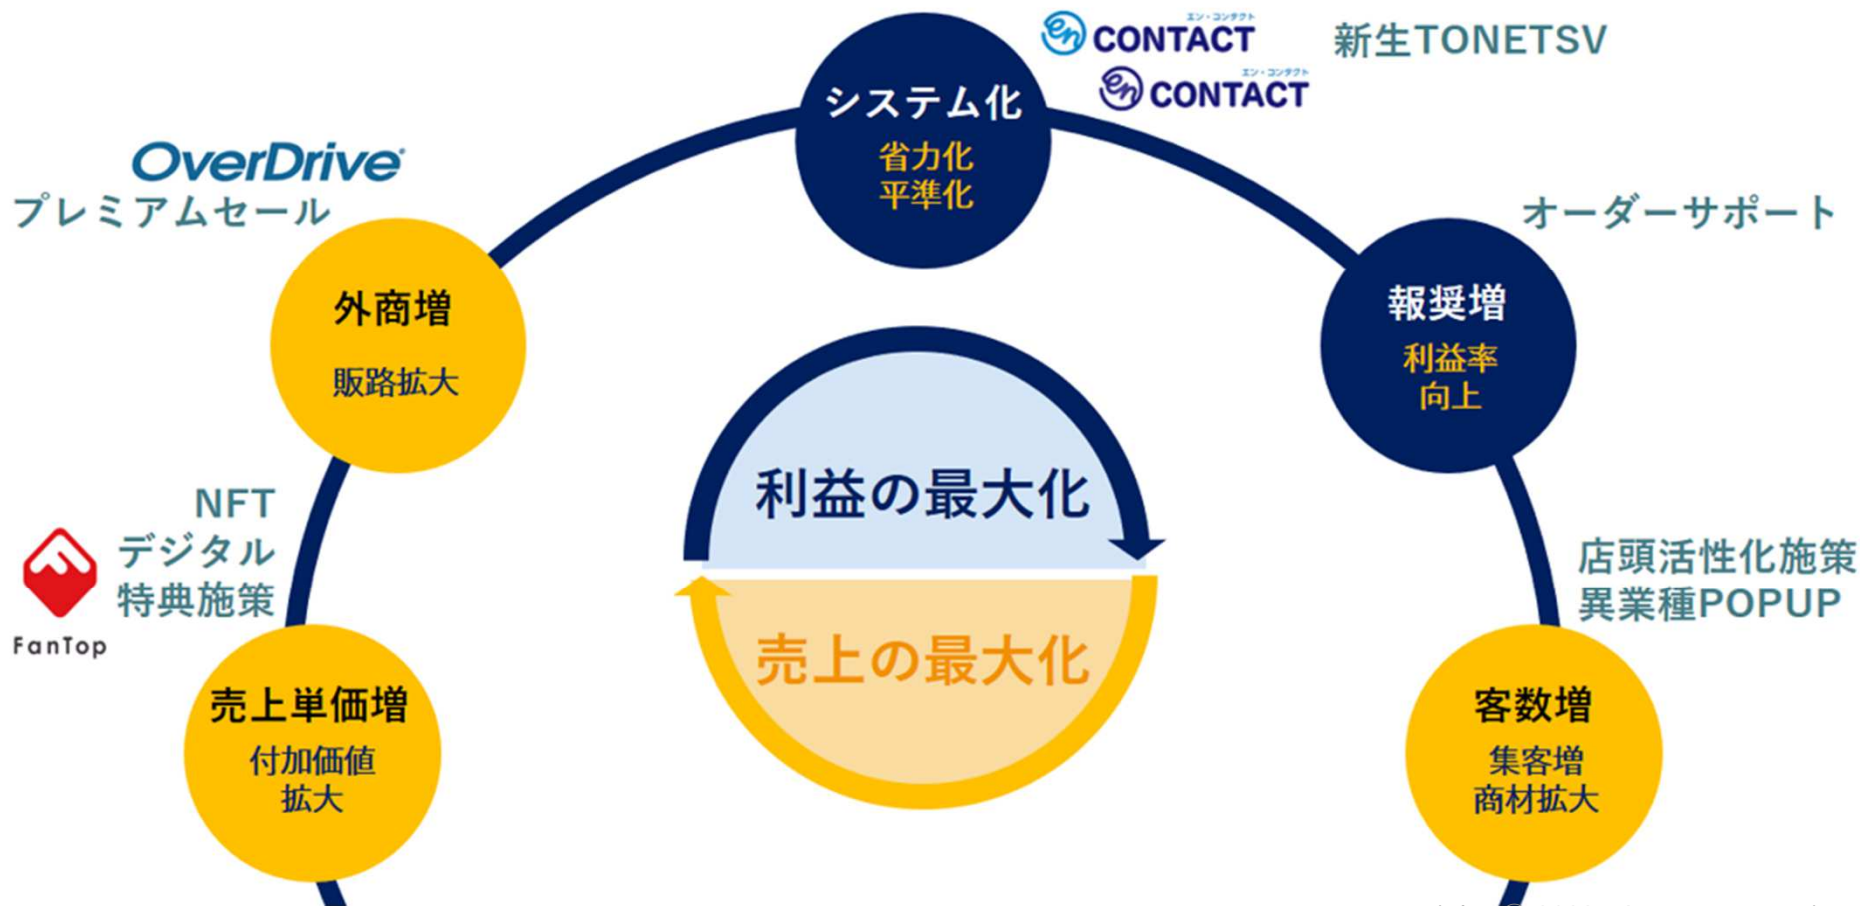 エン・コンタクト
en CONTACT
新生TONETSV
エン・コンタクト
en CONTACT
システム化
省力化
平準化
OverDrive
プレミアムセール
オーダーサポート
外商増
販路拡大
報奨増
利益率
向上
利益の最大化
売上の最大化
NFT
デジタル
特典施策
FanTop
店頭活性化施策
異業種POPUP
売上単価増
付加価値
拡大
客数増
集客増
商材拡大